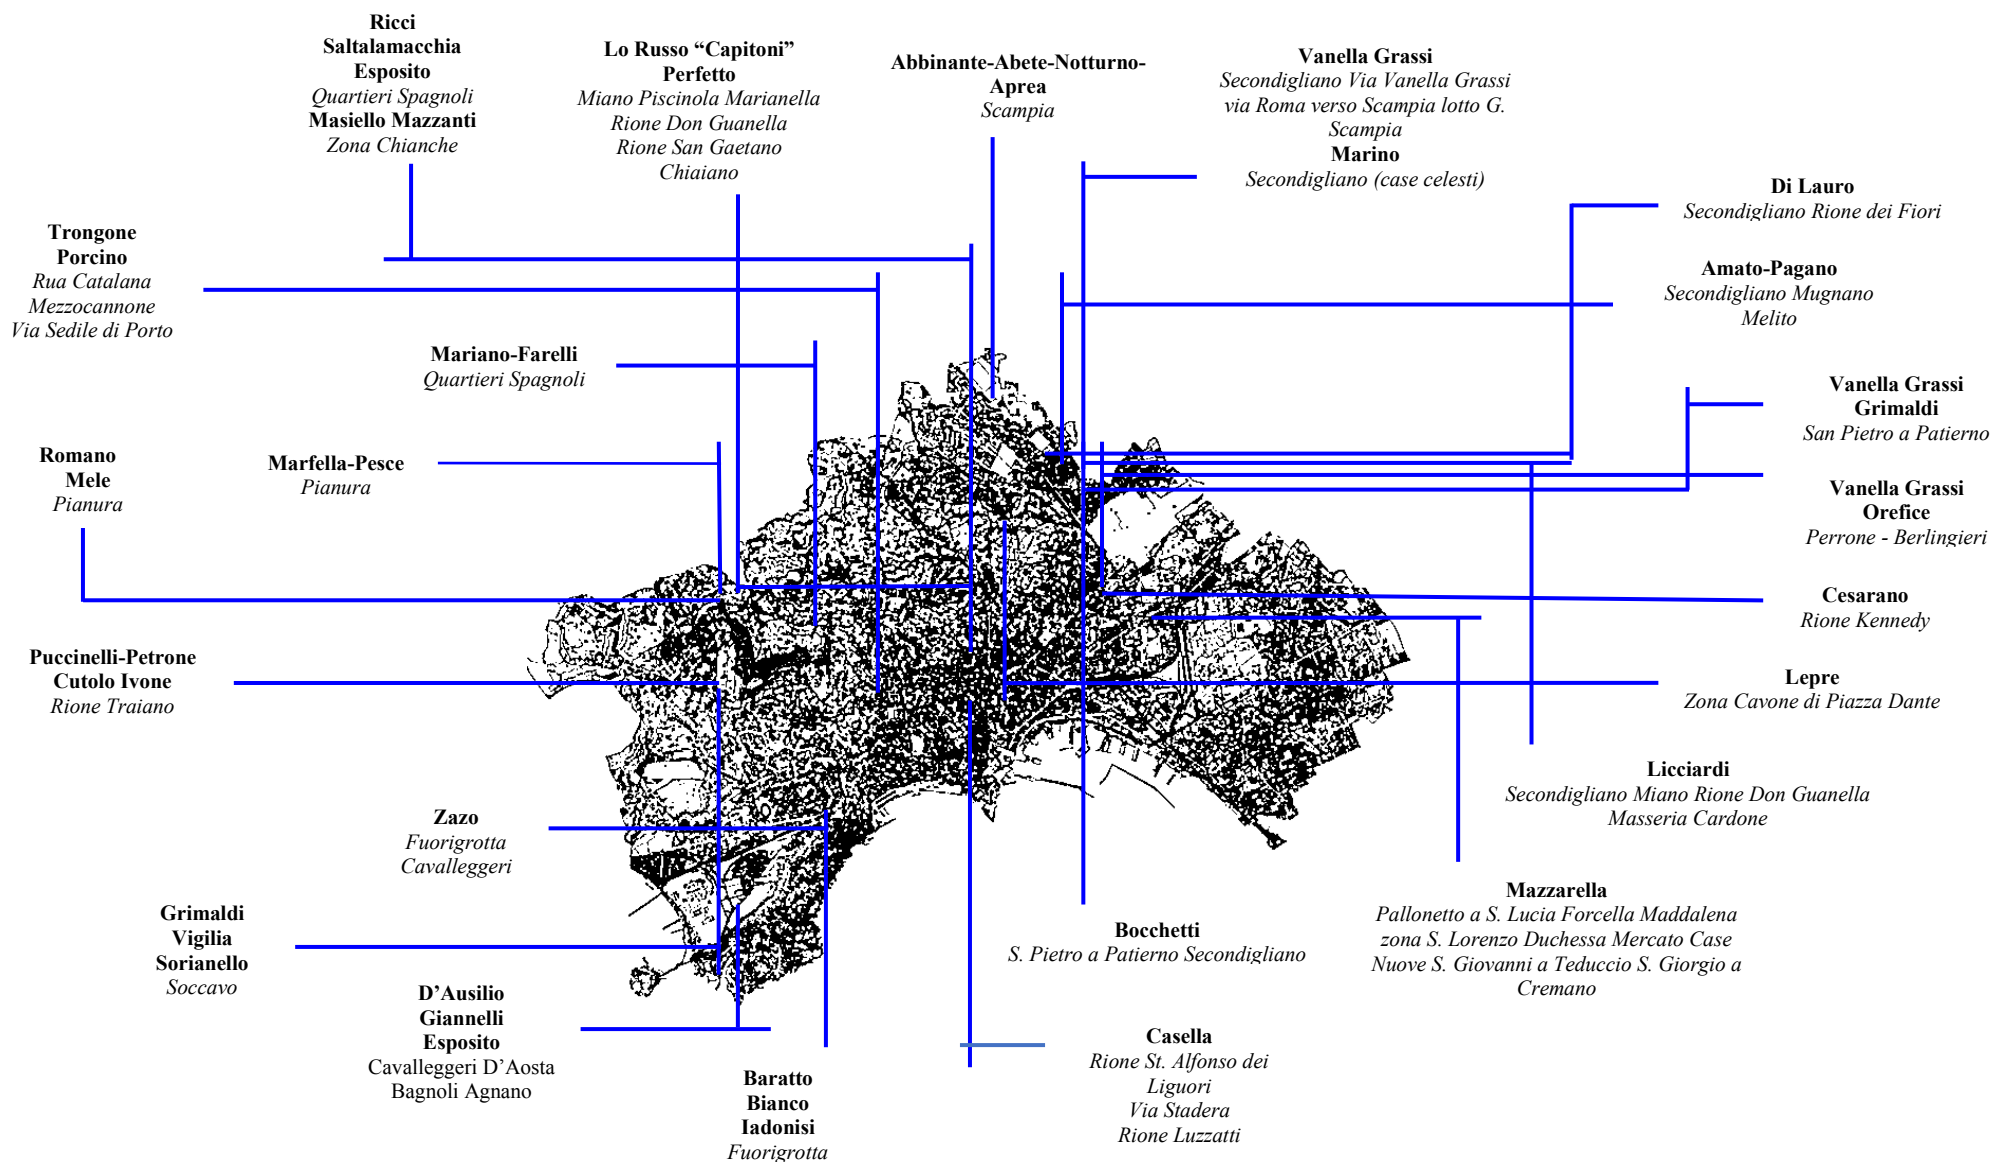 Ricci
Saltalamacchia
Esposito
Quartieri Spagnoli
Masiello Mazzanti
Zona Chianche
Lo Russo “Capitoni”
Perfetto
Miano Piscinola Marianella
Rione Don Guanella
Rione San Gaetano
Chiaiano
Abbinante-Abete-Notturno-
Aprea
Scampia
Vanella Grassi
Secondigliano Via Vanella Grassi
via Roma verso Scampia lotto G.
Scampia
Marino
Secondigliano (case celesti)
Di Lauro
Secondigliano Rione dei Fiori
Trongone
Porcino
Rua Catalana
Mezzocannone
Via Sedile di Porto
Amato-Pagano
Secondigliano Mugnano
Melito
Mariano-Farelli
Quartieri Spagnoli
Vanella Grassi
Grimaldi
San Pietro a Patierno
Romano
Mele
Pianura
Marfella-Pesce
Pianura
Vanella Grassi
Orefice
Perrone - Berlingieri
Cesarano
Rione Kennedy
Puccinelli-Petrone
Cutolo Ivone
Rione Traiano
Lepre
Zona Cavone di Piazza Dante
Licciardi
Secondigliano Miano Rione Don Guanella
Masseria Cardone
Zazo
Fuorigrotta
Cavalleggeri
Mazzarella
Pallonetto a S. Lucia Forcella Maddalena
zona S. Lorenzo Duchessa Mercato Case
Nuove S. Giovanni a Teduccio S. Giorgio a
Cremano
Grimaldi
Vigilia
Sorianello
Soccavo
Bocchetti
S. Pietro a Patierno Secondigliano
D’Ausilio
Giannelli
Esposito
Cavalleggeri D’Aosta
Bagnoli Agnano
Baratto
Bianco
Iadonisi
Fuorigrotta
Casella
Rione St. Alfonso dei
Liguori
Via Stadera
Rione Luzzatti